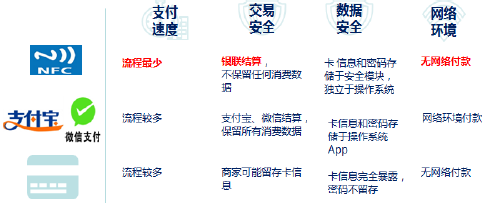 支付
速度
交易
安全
数据
安全
网络
环境
NFC
流程最少
银联结算，
不保留任何消费数
据
卡信息和密码存
储于安全模块，
独立于操作系统
无网络付款
支付宝
微信支付
流程较多
支付宝、微信结算，
保留所有消费数据
卡信息和密码存
储于操作系统
App
网络环境付款
流程较多
商家可能留存卡信
息
卡信息完全暴露，
密码不留存
无网络付款